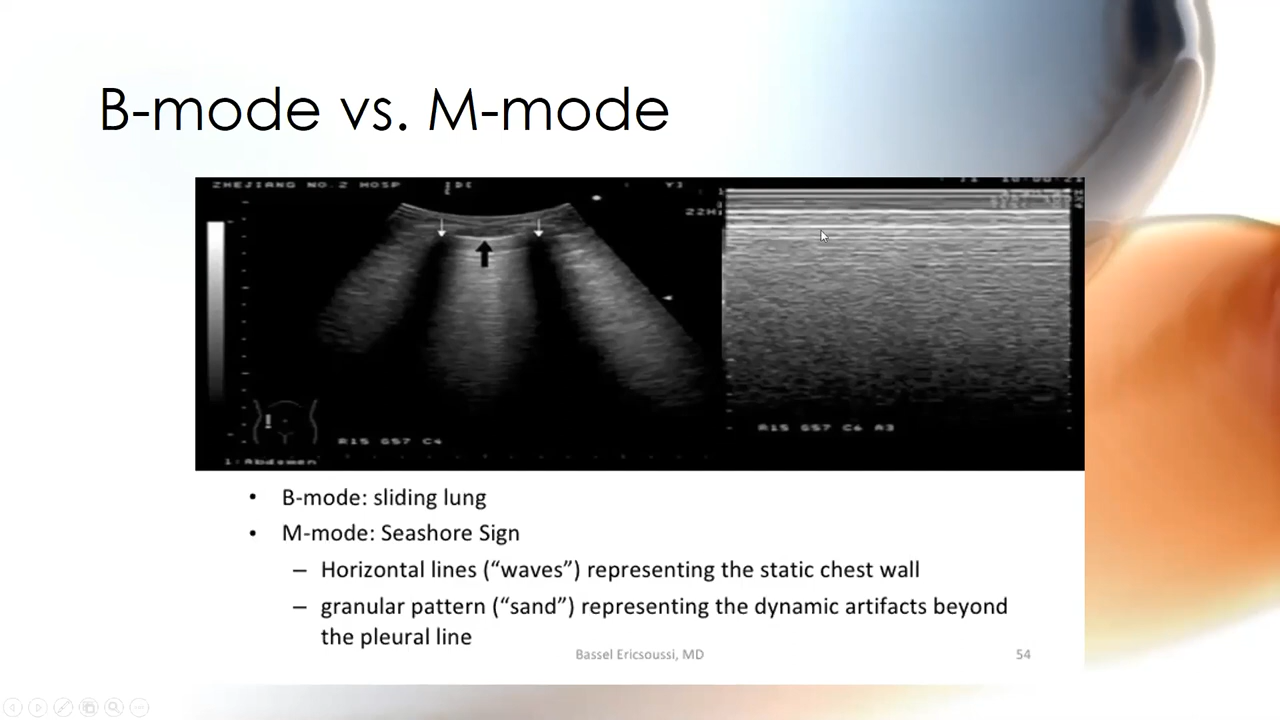 B-mode vs. M-mode
ZHEJIANG NO.2 HOSP
R15 G57 C4
1:Abdomen
R15 G57 C6 A3
• B-mode: sliding lung
• M-mode: Seashore Sign
– Horizontal lines (“waves”) representing the static chest wall
– granular pattern (“sand”) representing the dynamic artifacts beyond
the pleural line
Bassel Ericsoussi, MD
54